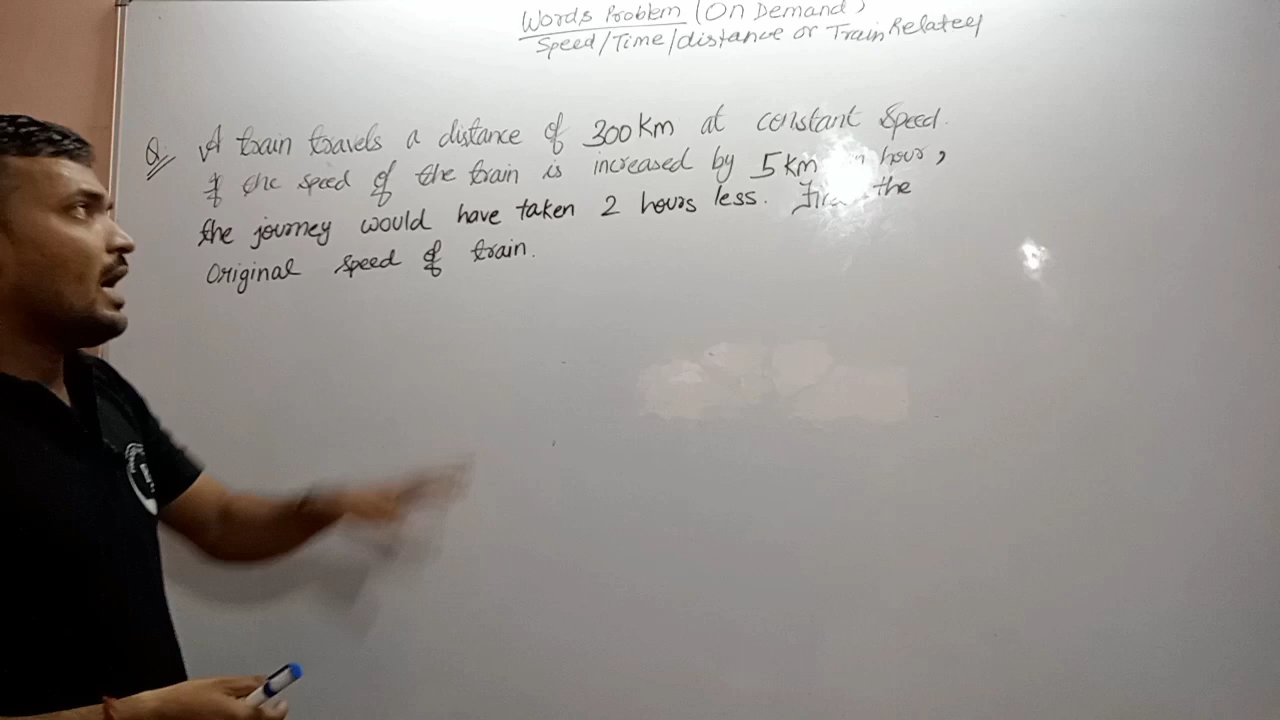 Words Problem (On Demand)
Speed/Time/distance or Train Related
Q. A train travels a distance of 300 km at constant Speed.
If the speed of the train is increased by 5 km hour,
the journey would have taken 2 hours less. the
Original speed of train.